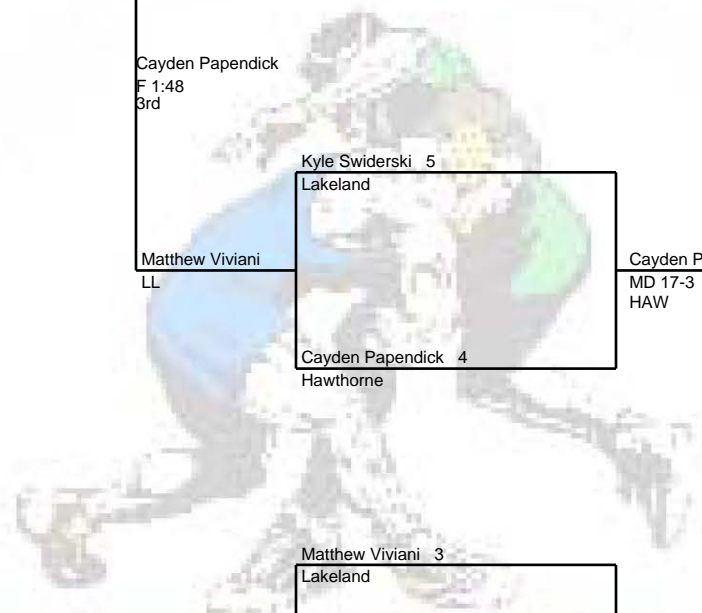 Cayden Papendick
F 1:48
3rd
Kyle Swiderski 5
Lakeland
Matthew Viviani
LL
Cayden P
MD 17-3
HAW
Cayden Papendick 4
Hawthorne
Matthew Viviani 3
Lakeland